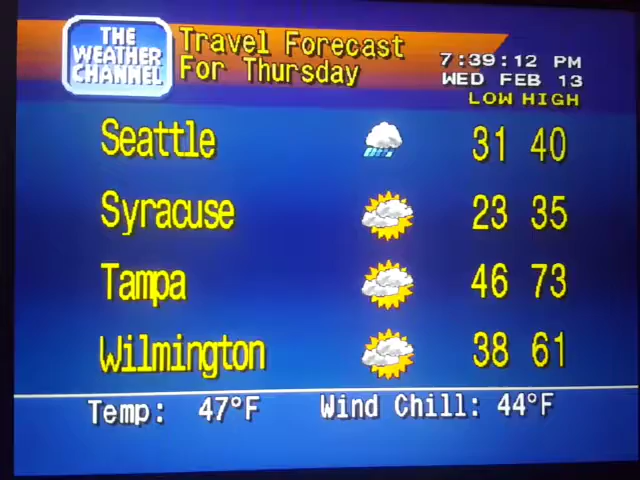 THE
WEATHER
CHANNEL
Travel Forecast
For Thursday
7:39:12 PM
WED FEB 13
LOW HIGH
Seattle 31 40
Syracuse 23 35
Tampa 46 73
Wilmington 38 61
Temp: 47°F Wind Chill: 44°F